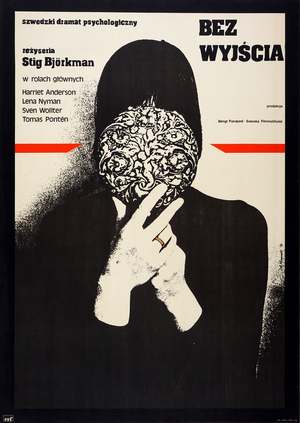 szwedzki dramat psychologiczny
BEZ
WYJŚCIA
reżyseria
Stig Björkman
w rolach głównych
Harriet Anderson
Lena Nyman
Sven Wollter
Tomas Pontén
produkcja